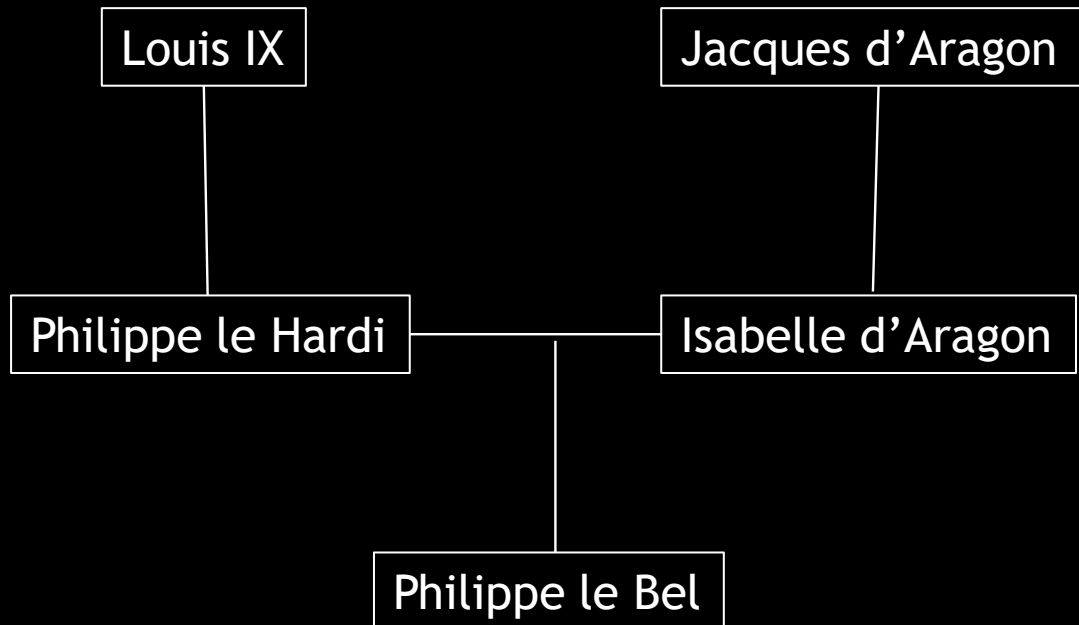 Louis IX
Jacques d’Aragon
Philippe le Hardi
Isabelle d’Aragon
Philippe le Bel